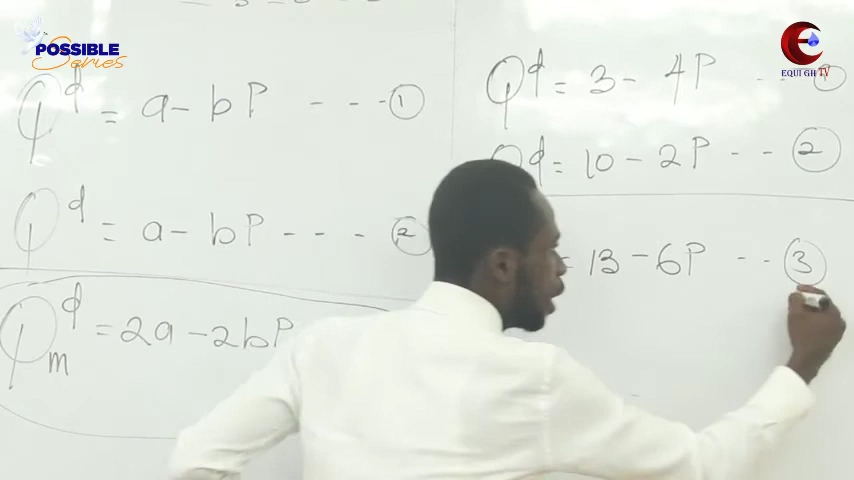 POSSIBLE
Series
EQUI GH TV
Q^d = a - bP - - - ①
Q^d = a - bP - - - - ②
Q^d_m = 2a - 2bP
Q^d = 3 - 4P - - ①
Q^d = 10 - 2P - - ②
= 13 - 6P - - ③